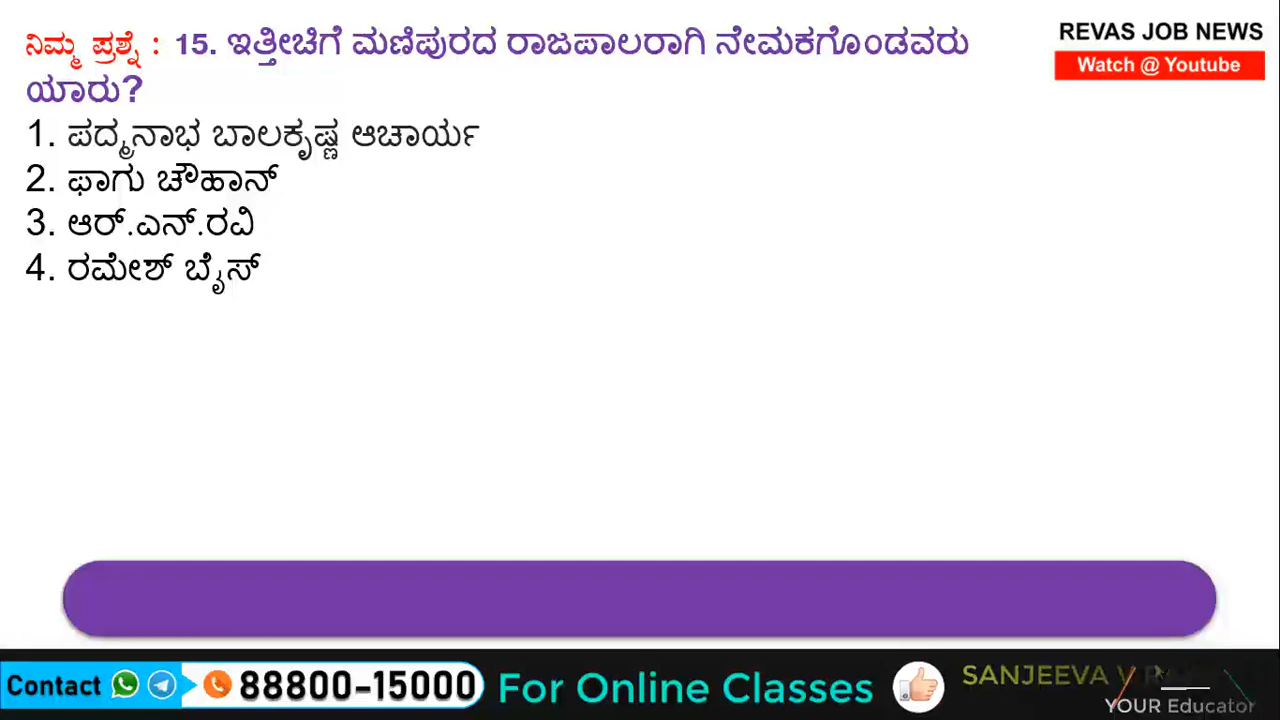 ನಿಮ್ಮ ಪ್ರಶ್ನೆ : 15. ಇತ್ತೀಚಿಗೆ ಮಣಿಪುರದ ರಾಜಪಾಲರಾಗಿ ನೇಮಕಗೊಂಡವರು
ಯಾರು?
1. ಪದ್ಮನಾಭ ಬಾಲಕೃಷ್ಣ ಆಚಾರ್ಯ
2. ಫಾಗು ಚೌಹಾನ್
3. ಆರ್.ಎನ್.ರವಿ
4. ರಮೇಶ್ ಬೈಸ್
REVAS JOB NEWS
Watch @ Youtube
Contact 88800-15000 For Online Classes
SANJEEVA V
YOUR Educator